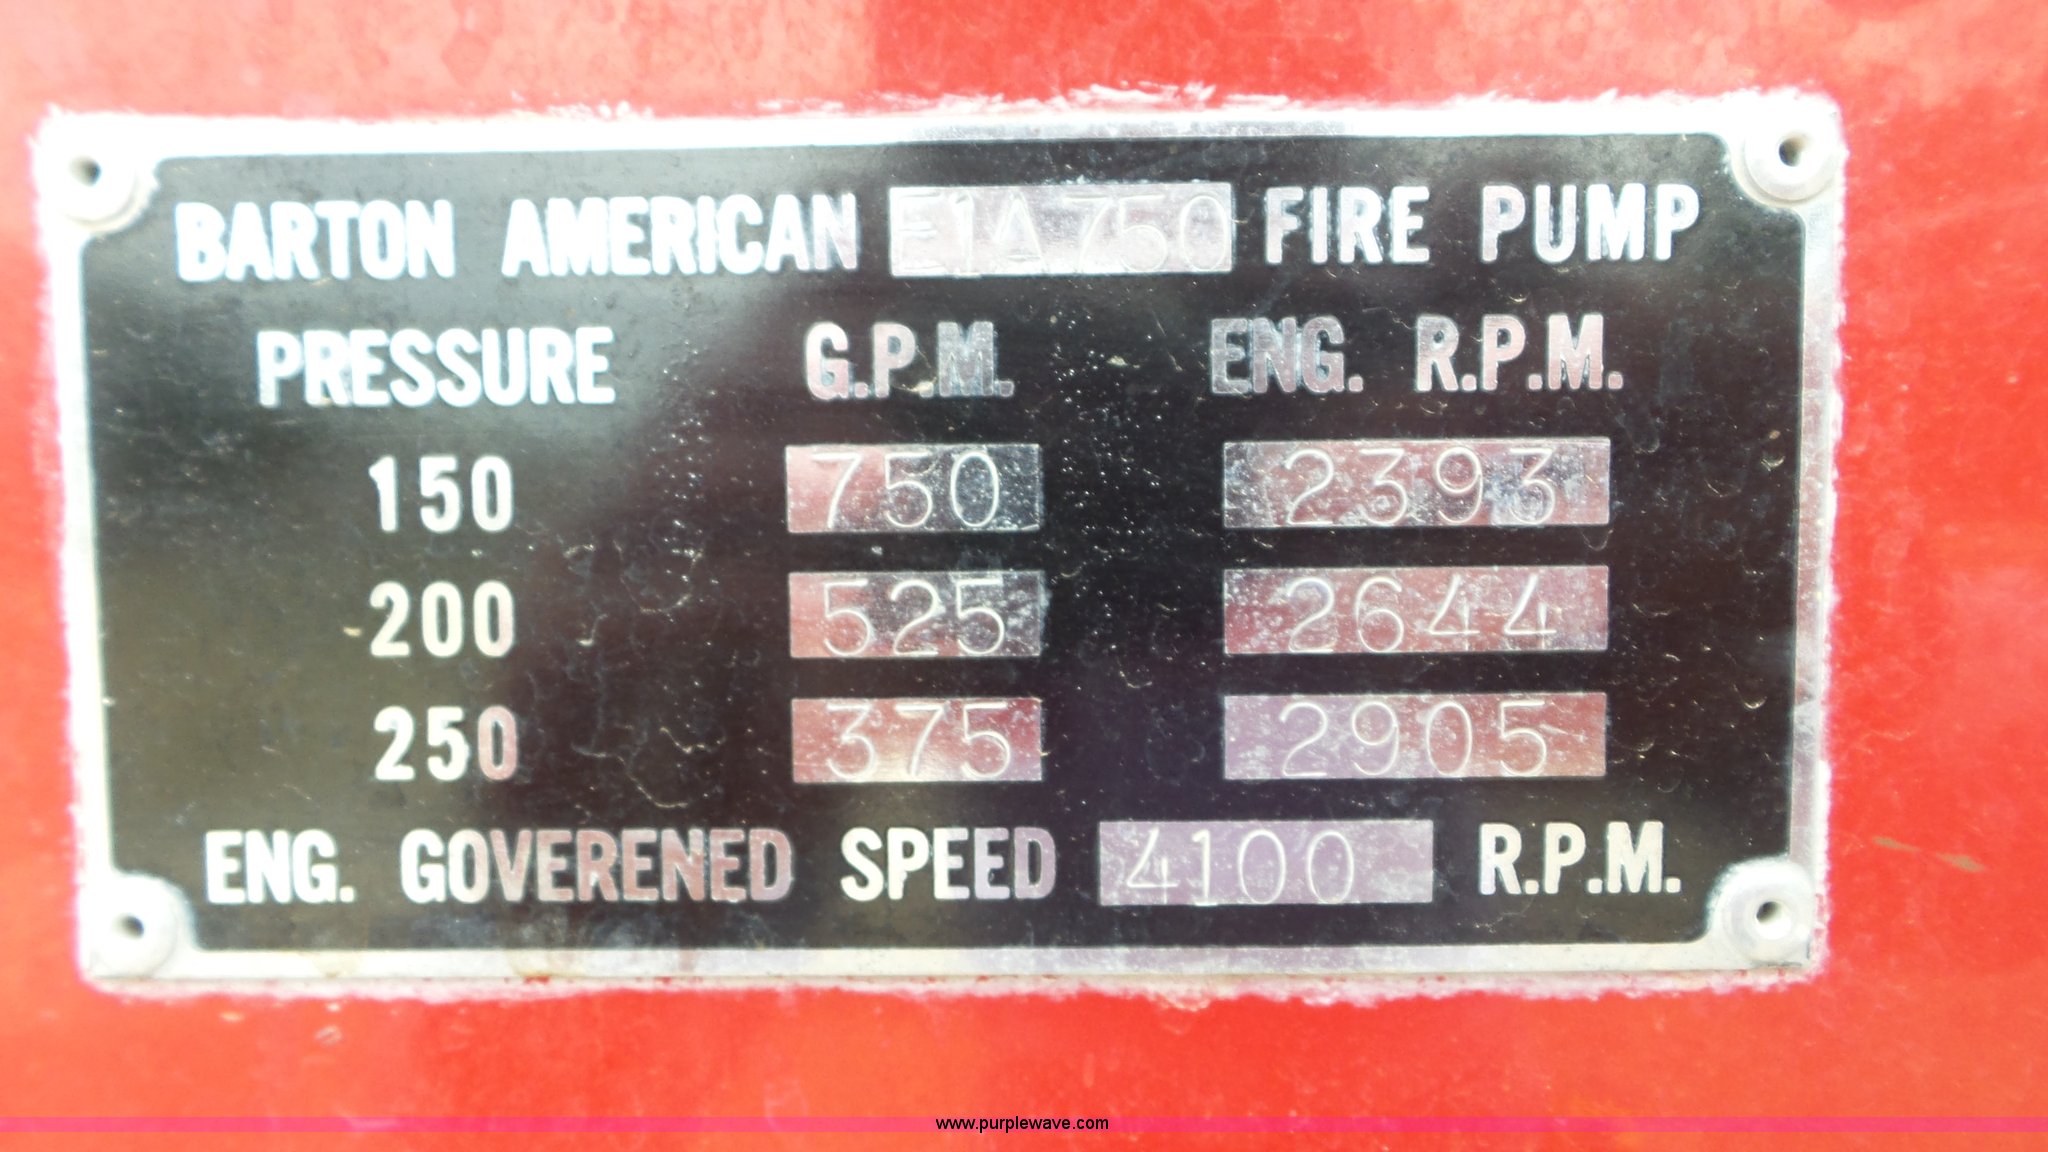 BARTON AMERICAN E1A750 FIRE PUMP
PRESSURE G.P.M. ENG. R.P.M.
150 750 2393
200 525 2644
250 375 2905
ENG. GOVERENED SPEED 4100 R.P.M.
www.purplewave.com